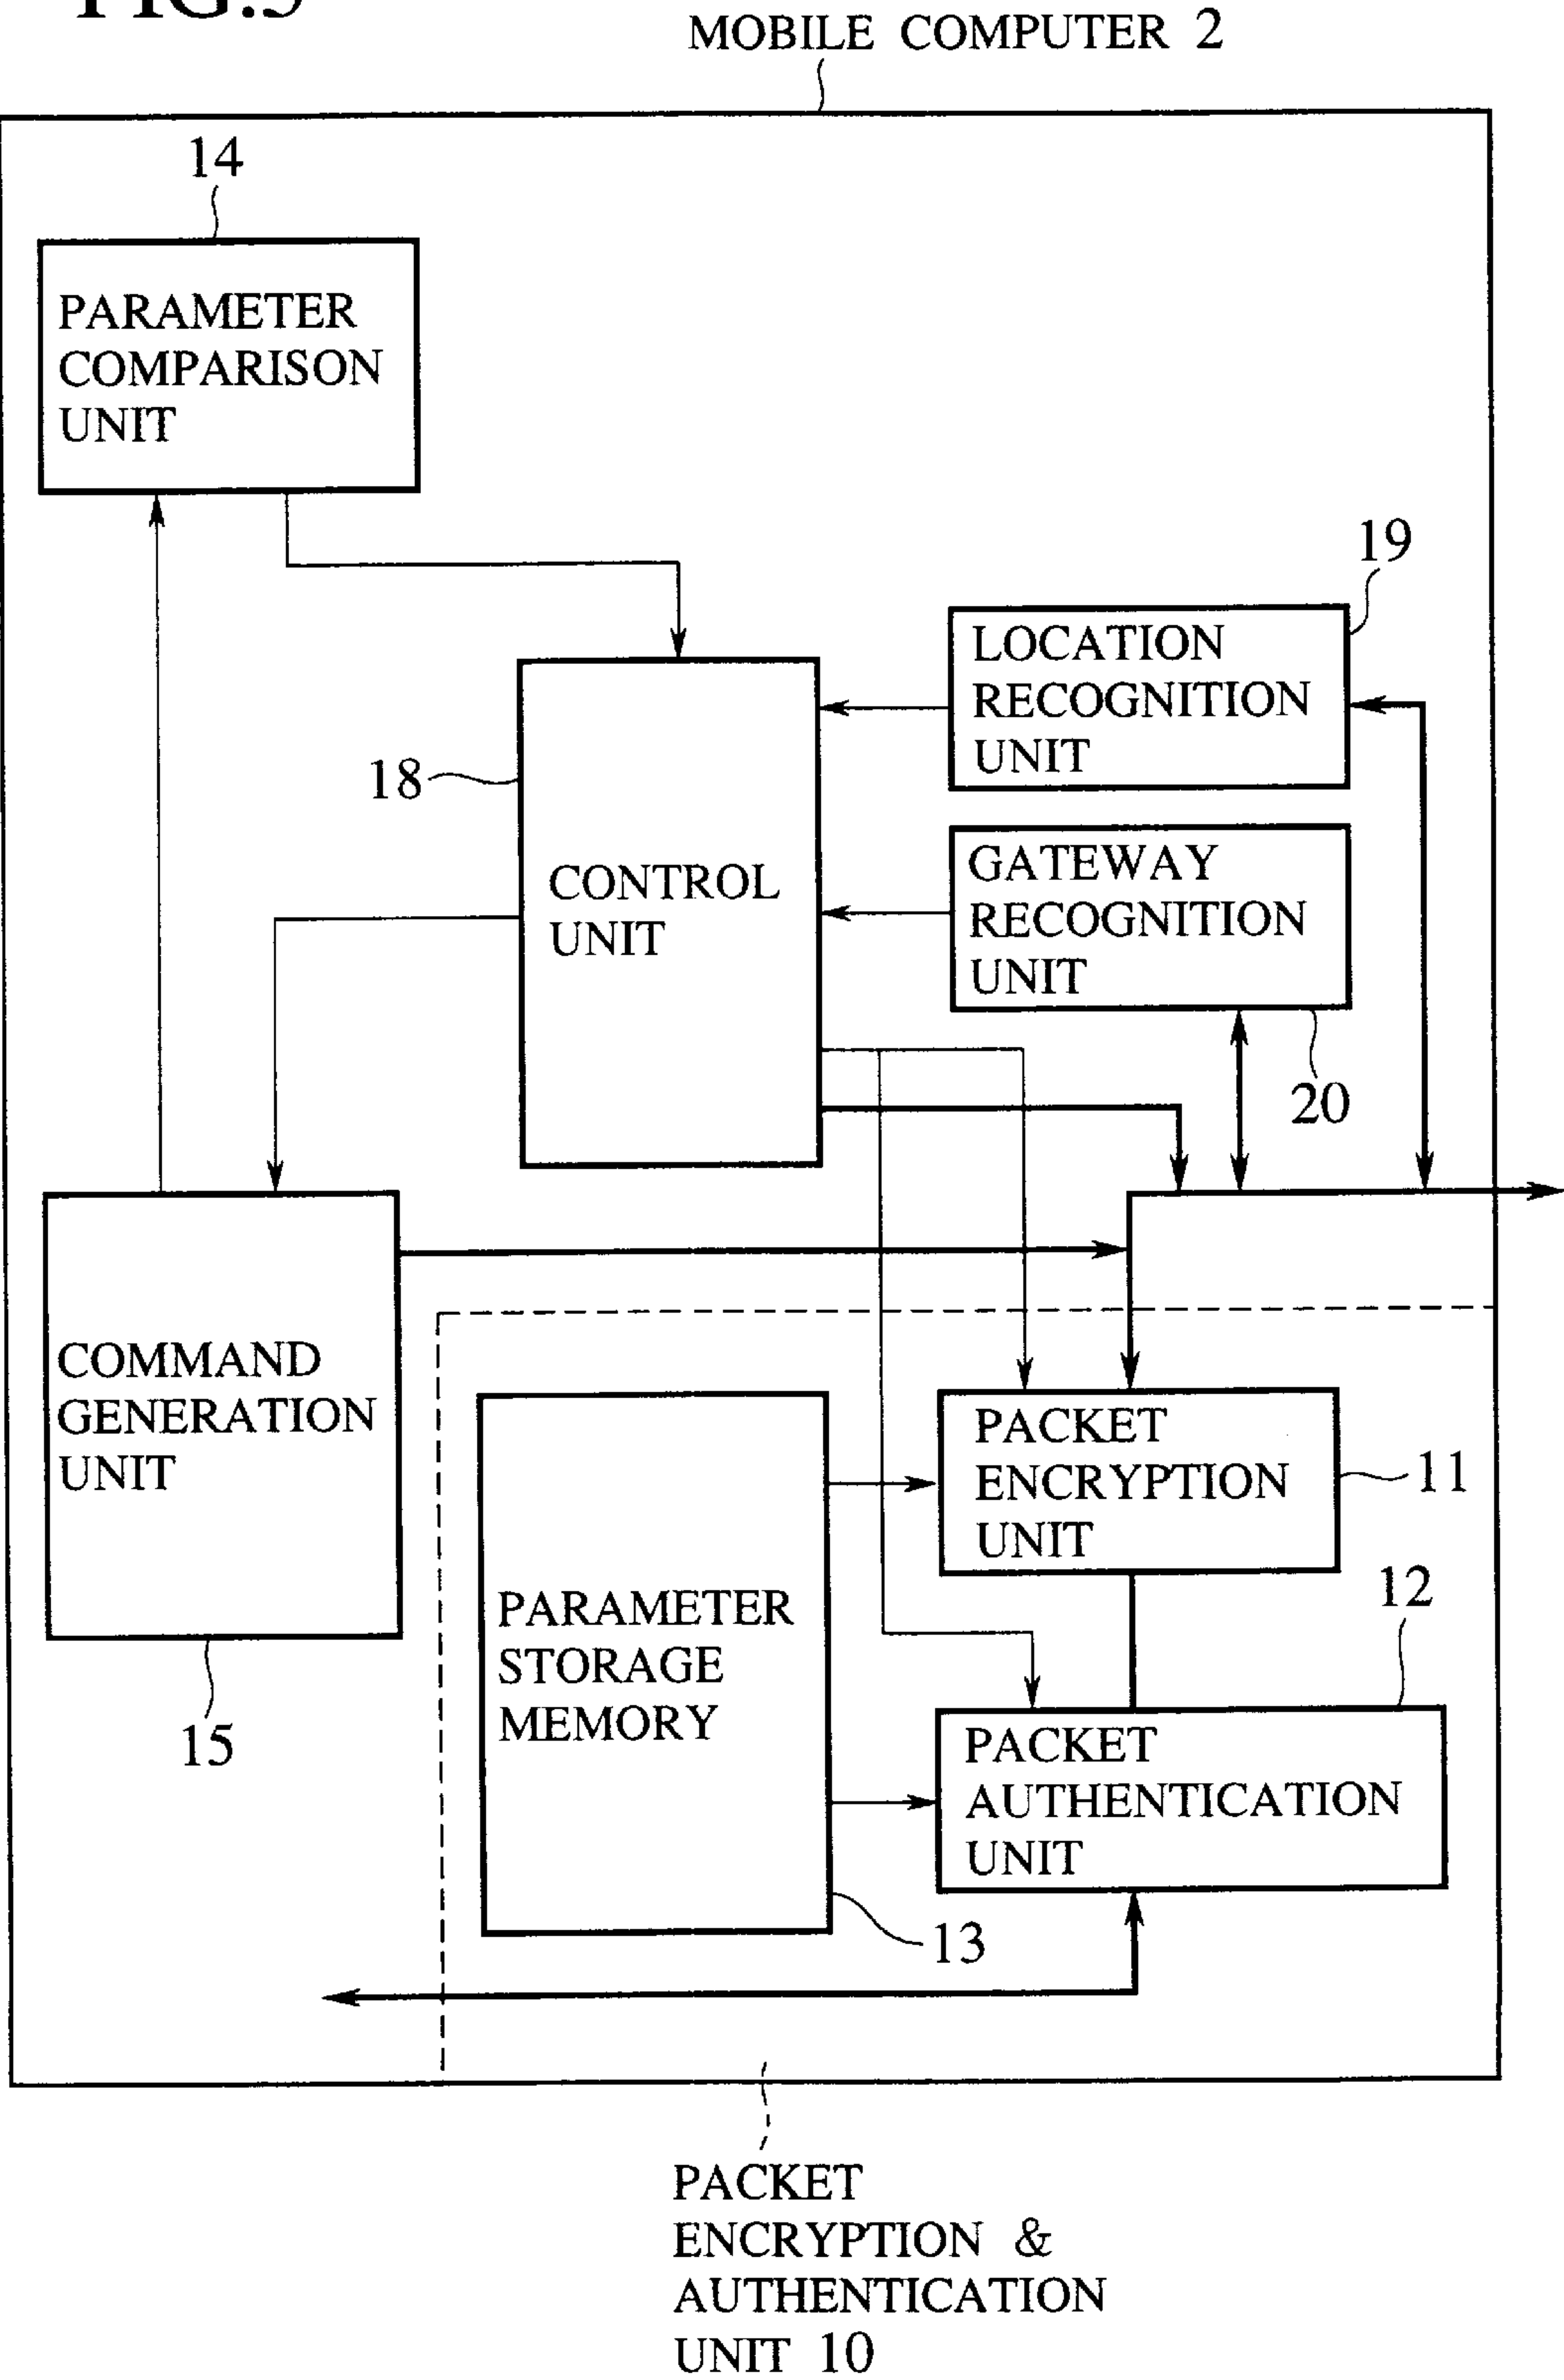 FIG.5
MOBILE COMPUTER 2
14
PARAMETER
COMPARISON
UNIT
19
LOCATION
RECOGNITION
UNIT
18
CONTROL
UNIT
GATEWAY
RECOGNITION
UNIT
20
COMMAND
GENERATION
UNIT
15
PACKET
ENCRYPTION
UNIT
11
PARAMETER
STORAGE
MEMORY
13
12
PACKET
AUTHENTICATION
UNIT
PACKET
ENCRYPTION &
AUTHENTICATION
UNIT 10